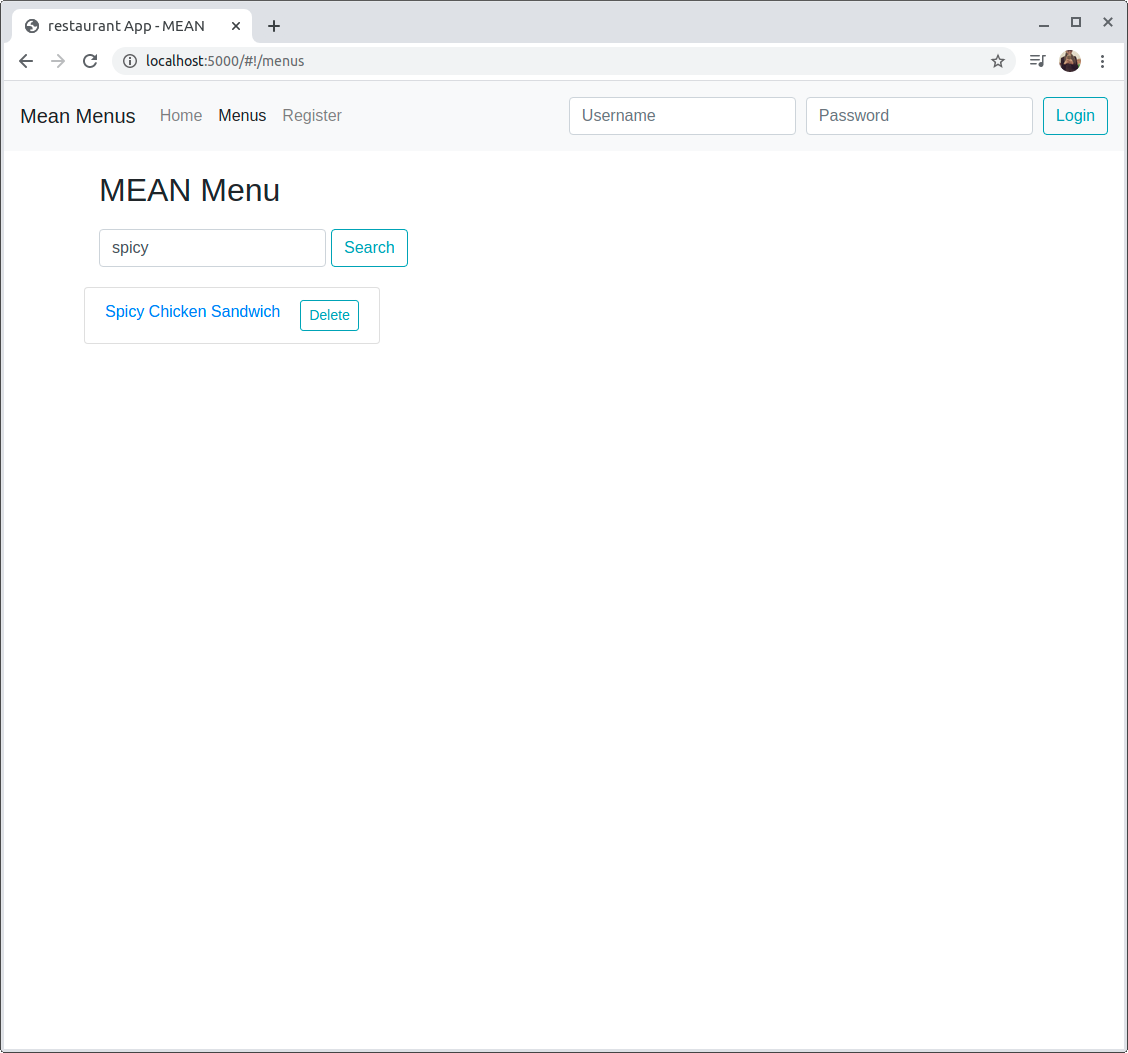 restaurant App - MEAN
localhost:5000/#!/menus
Mean Menus Home Menus Register Username Password Login
MEAN Menu
spicy Search
Spicy Chicken Sandwich Delete